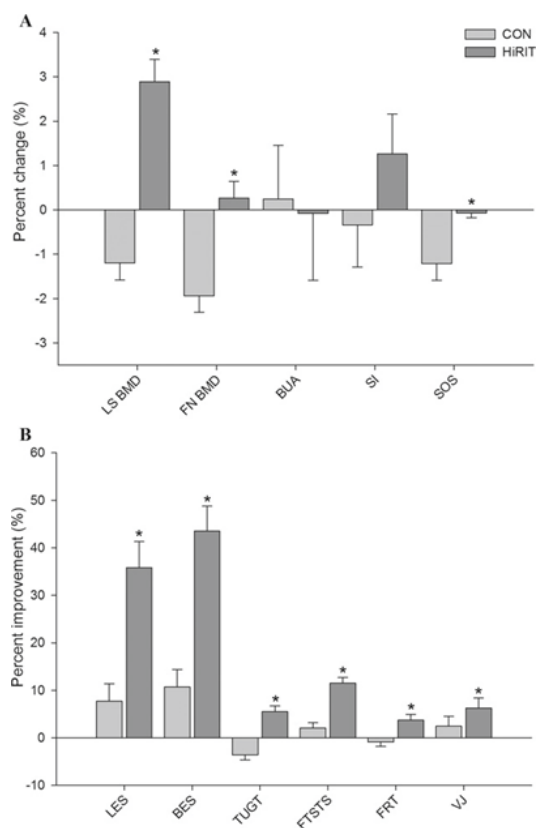 A
CON
HiRIT
Percent change (%)
4
3
2
1
0
-1
-2
-3
*
*
*
LS BMD
FN BMD
BUA
SI
SOS
B
Percent improvement (%)
60
50
40
30
20
10
0
-10
*
*
*
*
*
*
LES
BES
TUGT
FTSTS
FRT
VJ